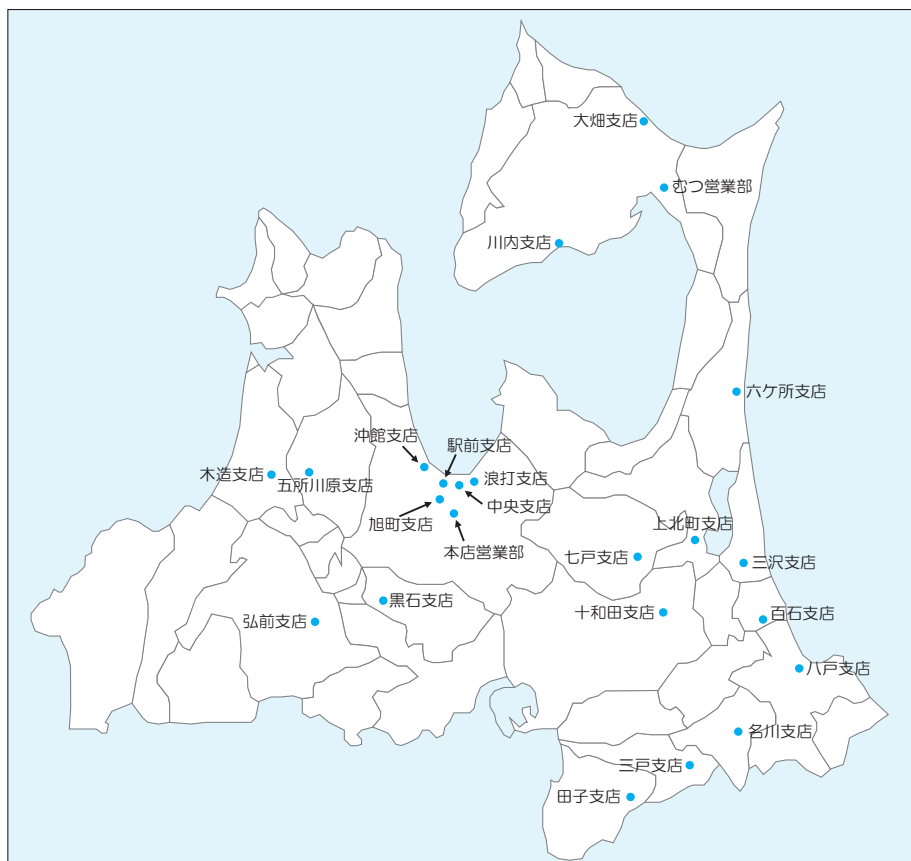 大畑支店
むつ営業部
川内支店
六ケ所支店
沖館支店
駅前支店
木造支店
五所川原支店
浪打支店
中央支店
旭町支店
本店営業部
上北町支店
七戸支店
三沢支店
黒石支店
弘前支店
十和田支店
百石支店
八戸支店
名川支店
三戸支店
田子支店